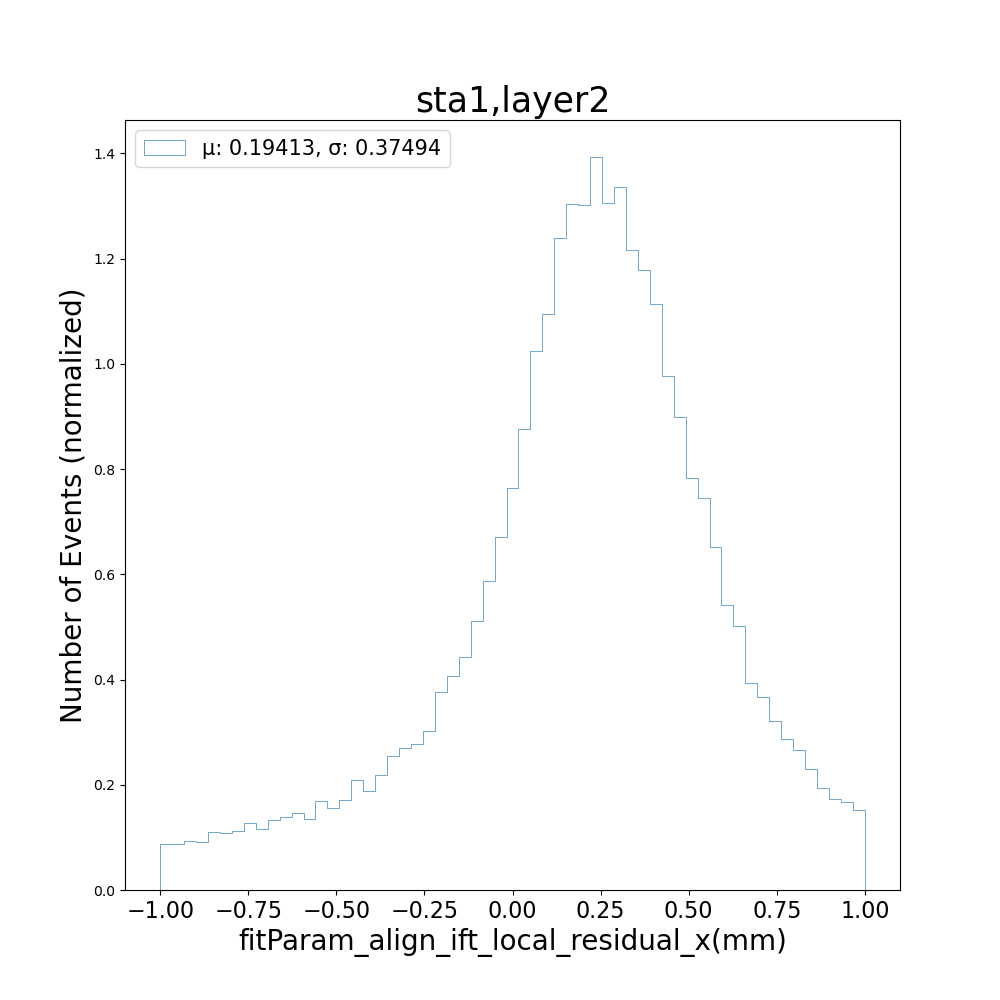 sta1,layer2
μ: 0.19413, σ: 0.37494
Number of Events (normalized)
1.4
1.2
1.0
0.8
0.6
0.4
0.2
0.0
−1.00 −0.75 −0.50 −0.25 0.00 0.25 0.50 0.75 1.00
fitParam_align_ift_local_residual_x(mm)